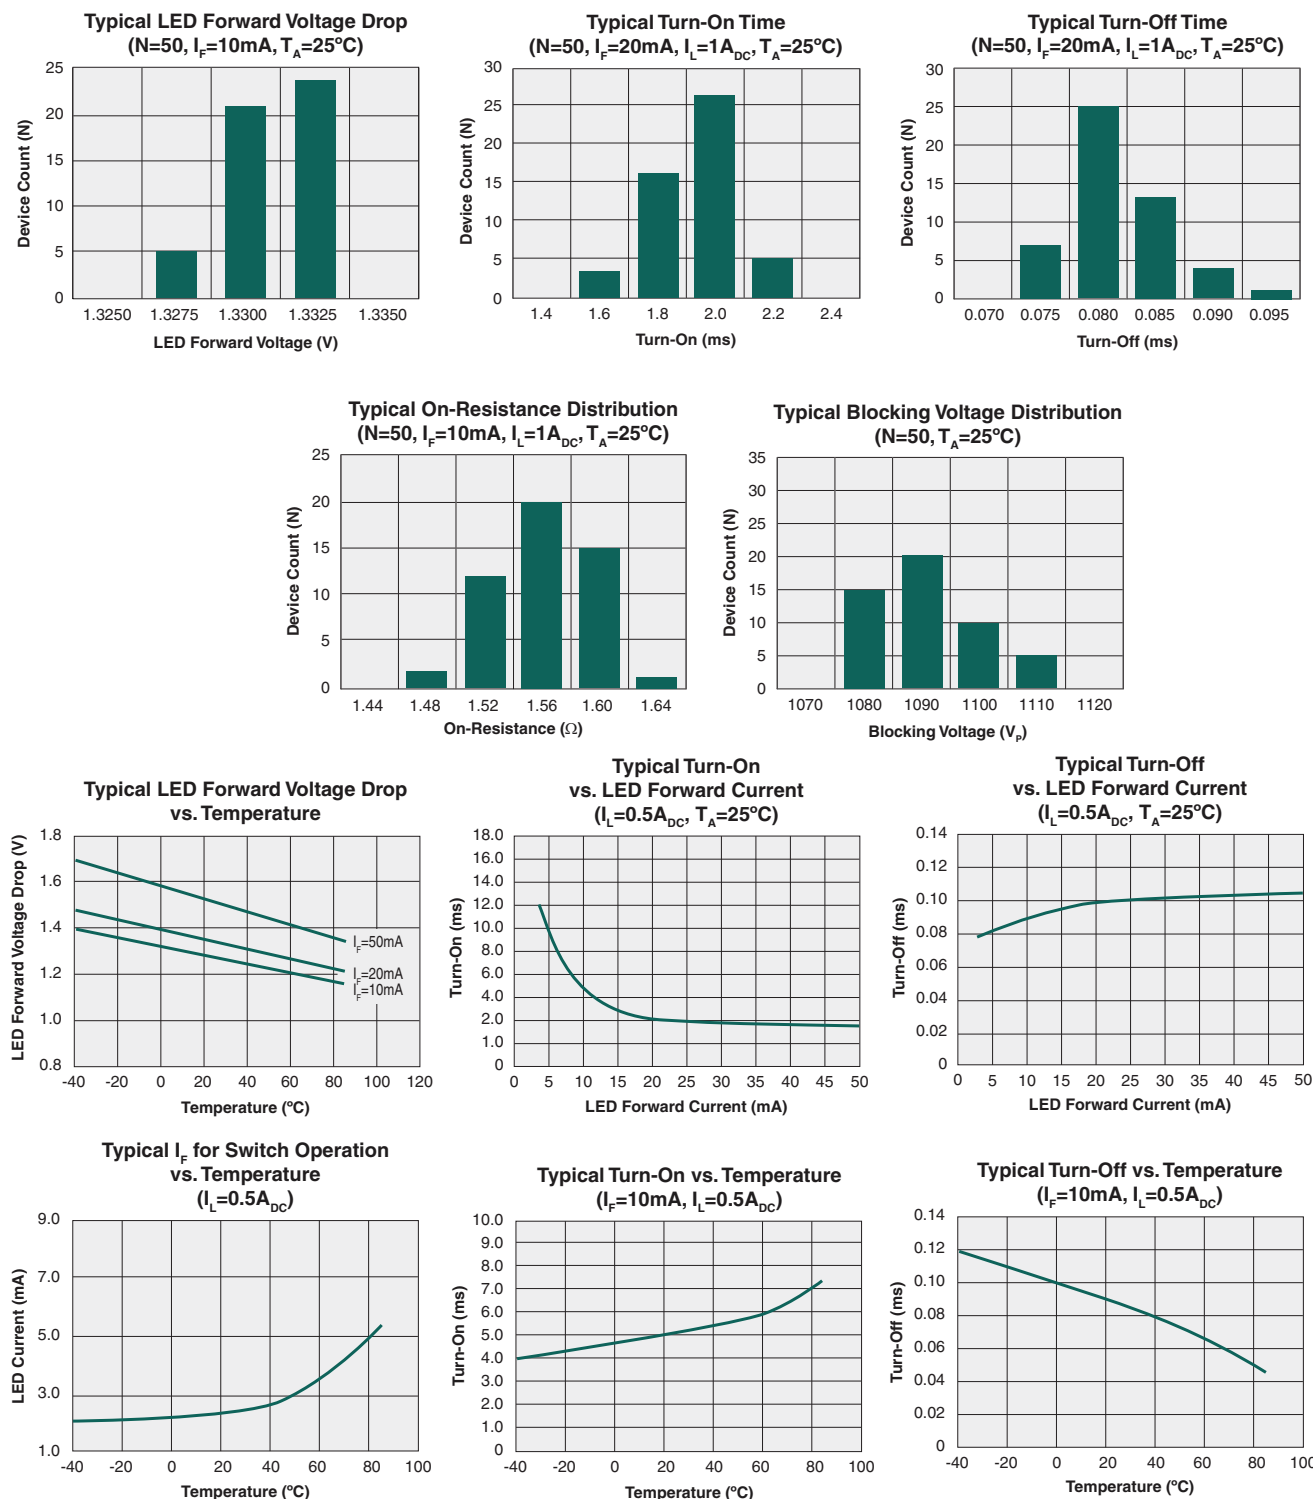 Typical LED Forward Voltage Drop
(N=50, IF=10mA, TA=25ºC)
Device Count (N)
25
20
15
10
5
0
1.3250 1.3275 1.3300 1.3325 1.3350
LED Forward Voltage (V)
Typical Turn-On Time
(N=50, IF=20mA, IL=1ADC, TA=25ºC)
Device Count (N)
30
25
20
15
10
5
0
1.4 1.6 1.8 2.0 2.2 2.4
Turn-On (ms)
Typical Turn-Off Time
(N=50, IF=20mA, IL=1ADC, TA=25ºC)
Device Count (N)
30
25
20
15
10
5
0
0.070 0.075 0.080 0.085 0.090 0.095
Turn-Off (ms)
Typical On-Resistance Distribution
(N=50, IF=10mA, IL=1ADC, TA=25ºC)
Device Count (N)
25
20
15
10
5
0
1.44 1.48 1.52 1.56 1.60 1.64
On-Resistance (Ω)
Typical Blocking Voltage Distribution
(N=50, TA=25ºC)
Device Count (N)
35
30
25
20
15
10
5
0
1070 1080 1090 1100 1110 1120
Blocking Voltage (VP)
Typical LED Forward Voltage Drop
vs. Temperature
LED Forward Voltage Drop (V)
1.8
1.6
1.4
1.2
1.0
0.8
IF=50mA
IF=20mA
IF=10mA
-40 -20 0 20 40 60 80 100 120
Temperature (ºC)
Typical Turn-On
vs. LED Forward Current
(IL=0.5ADC, TA=25ºC)
Turn-On (ms)
18.0
16.0
14.0
12.0
10.0
8.0
6.0
4.0
2.0
1.0
0
0 5 10 15 20 25 30 35 40 45 50
LED Forward Current (mA)
Typical Turn-Off
vs. LED Forward Current
(IL=0.5ADC, TA=25ºC)
Turn-Off (ms)
0.14
0.12
0.10
0.08
0.06
0.04
0.02
0
0 5 10 15 20 25 30 35 40 45 50
LED Forward Current (mA)
Typical IF for Switch Operation
vs. Temperature
(IL=0.5ADC)
LED Current (mA)
9.0
7.0
5.0
3.0
1.0
-40 -20 0 20 40 60 80 100
Temperature (ºC)
Typical Turn-On vs. Temperature
(IF=10mA, IL=0.5ADC)
Turn-On (ms)
10.0
9.0
8.0
7.0
6.0
5.0
4.0
3.0
2.0
1.0
0
-40 -20 0 20 40 60 80 100
Temperature (ºC)
Typical Turn-Off vs. Temperature
(IF=10mA, IL=0.5ADC)
Turn-Off (ms)
0.14
0.12
0.10
0.08
0.06
0.04
0.02
0
-40 -20 0 20 40 60 80 100
Temperature (ºC)